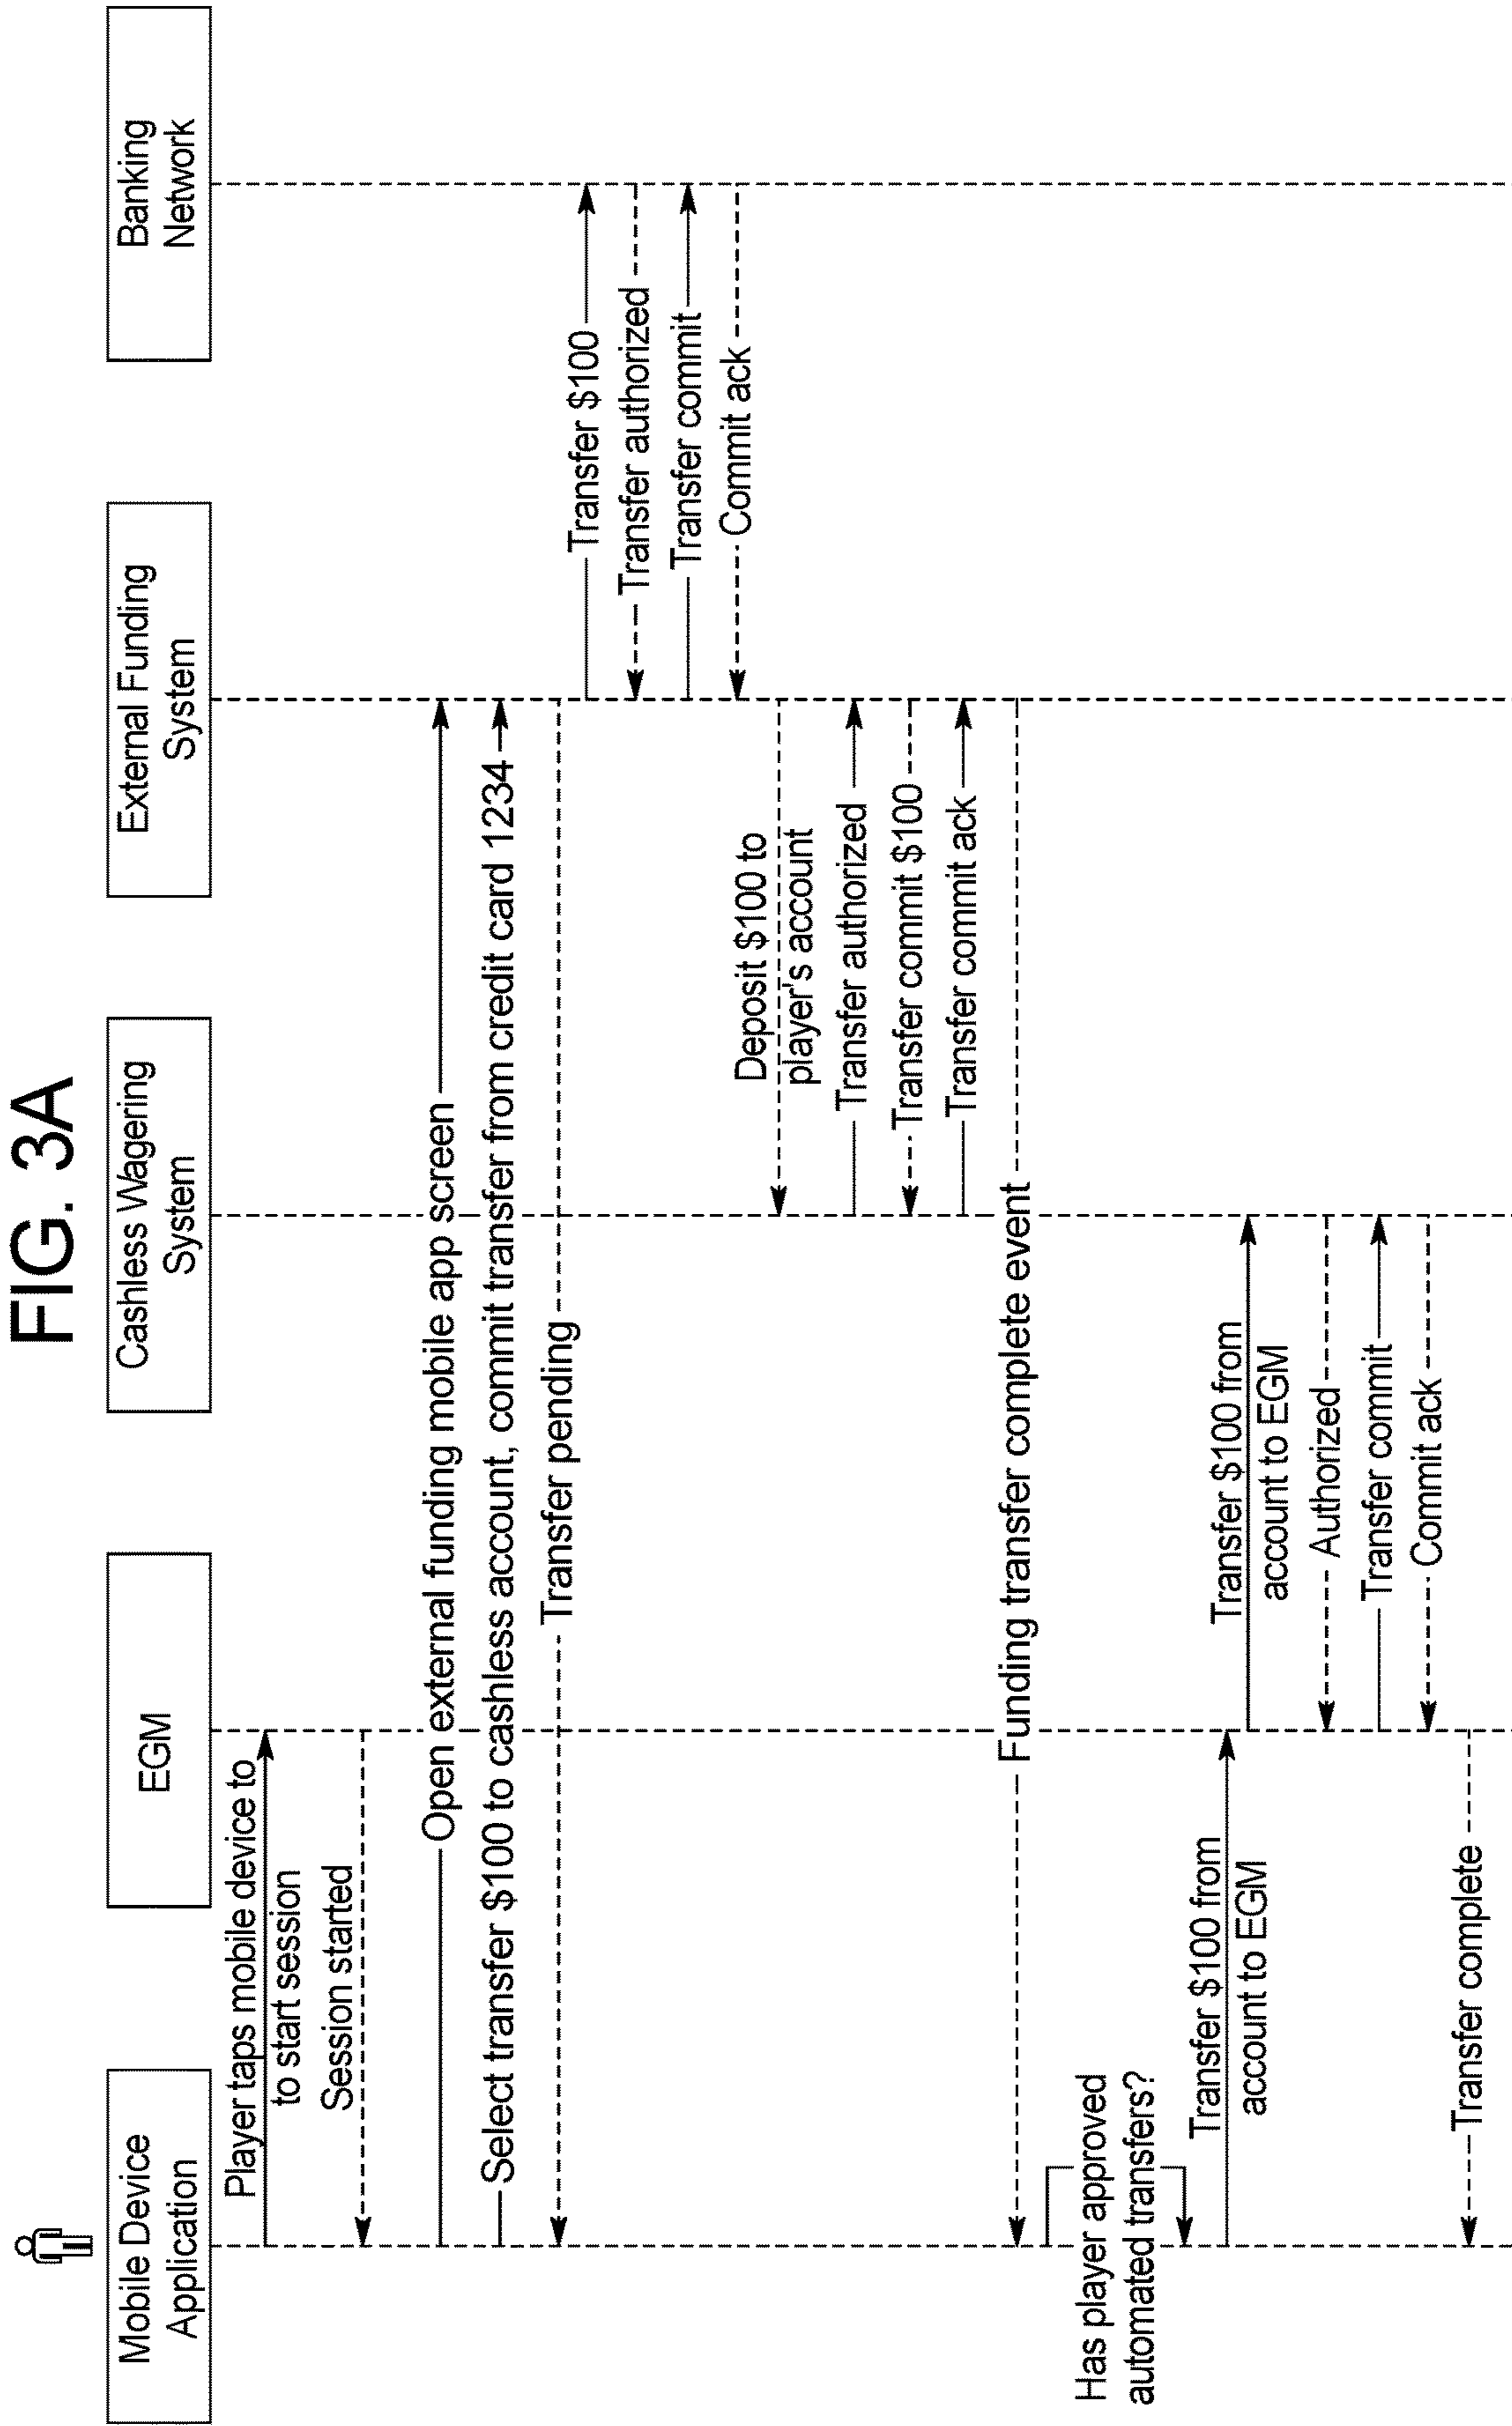 FIG. 3A
Mobile Device
Application
EGM
Cashless Wagering
System
External Funding
System
Banking
Network
Player taps mobile device to
to start session
Session started
Open external funding mobile app screen
Select transfer $100 to cashless account, commit transfer from credit card 1234
Transfer pending
Transfer $100
Transfer authorized
Transfer commit
Commit ack
Deposit $100 to
player's account
Transfer authorized
Transfer commit $100
Transfer commit ack
Funding transfer complete event
Has player approved
automated transfers?
Transfer $100 from
account to EGM
Transfer $100 from
account to EGM
Authorized
Transfer commit
Commit ack
Transfer complete